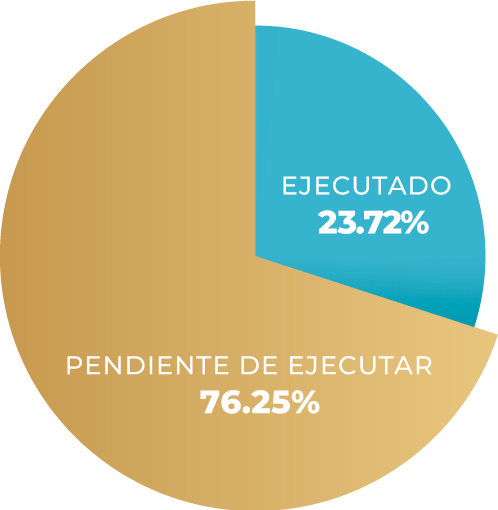 EJECUTADO
23.72%
PENDIENTE DE EJECUTAR
76.25%